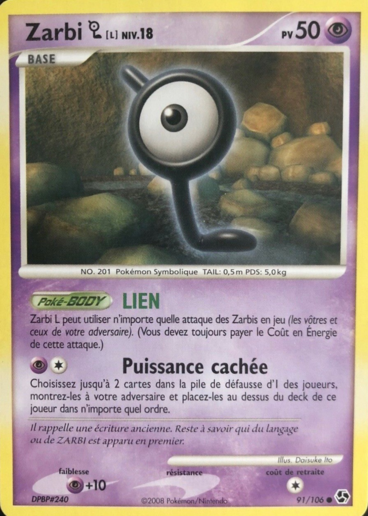 Zarbi [L] NIV.18 PV 50
BASE
NO. 201 Pokémon Symbolique TAIL: 0,5m PDS: 5,0kg
Poké-BODY LIEN
Zarbi L peut utiliser n'importe quelle attaque des Zarbis en jeu (les vôtres et
ceux de votre adversaire). (Vous devez toujours payer le Coût en Énergie
de cette attaque.)
Puissance cachée
Choisissez jusqu'à 2 cartes dans la pile de défausse d'1 des joueurs,
montrez-les à votre adversaire et placez-les au dessus du deck de ce
joueur dans n'importe quel ordre.
Il rappelle une écriture ancienne. Reste à savoir qui du langage
ou de ZARBI est apparu en premier.
Illus. Daisuke Ito
faiblesse résistance coût de retraite
+10
DPBP#240 ©2008 Pokémon/Nintendo 91/106